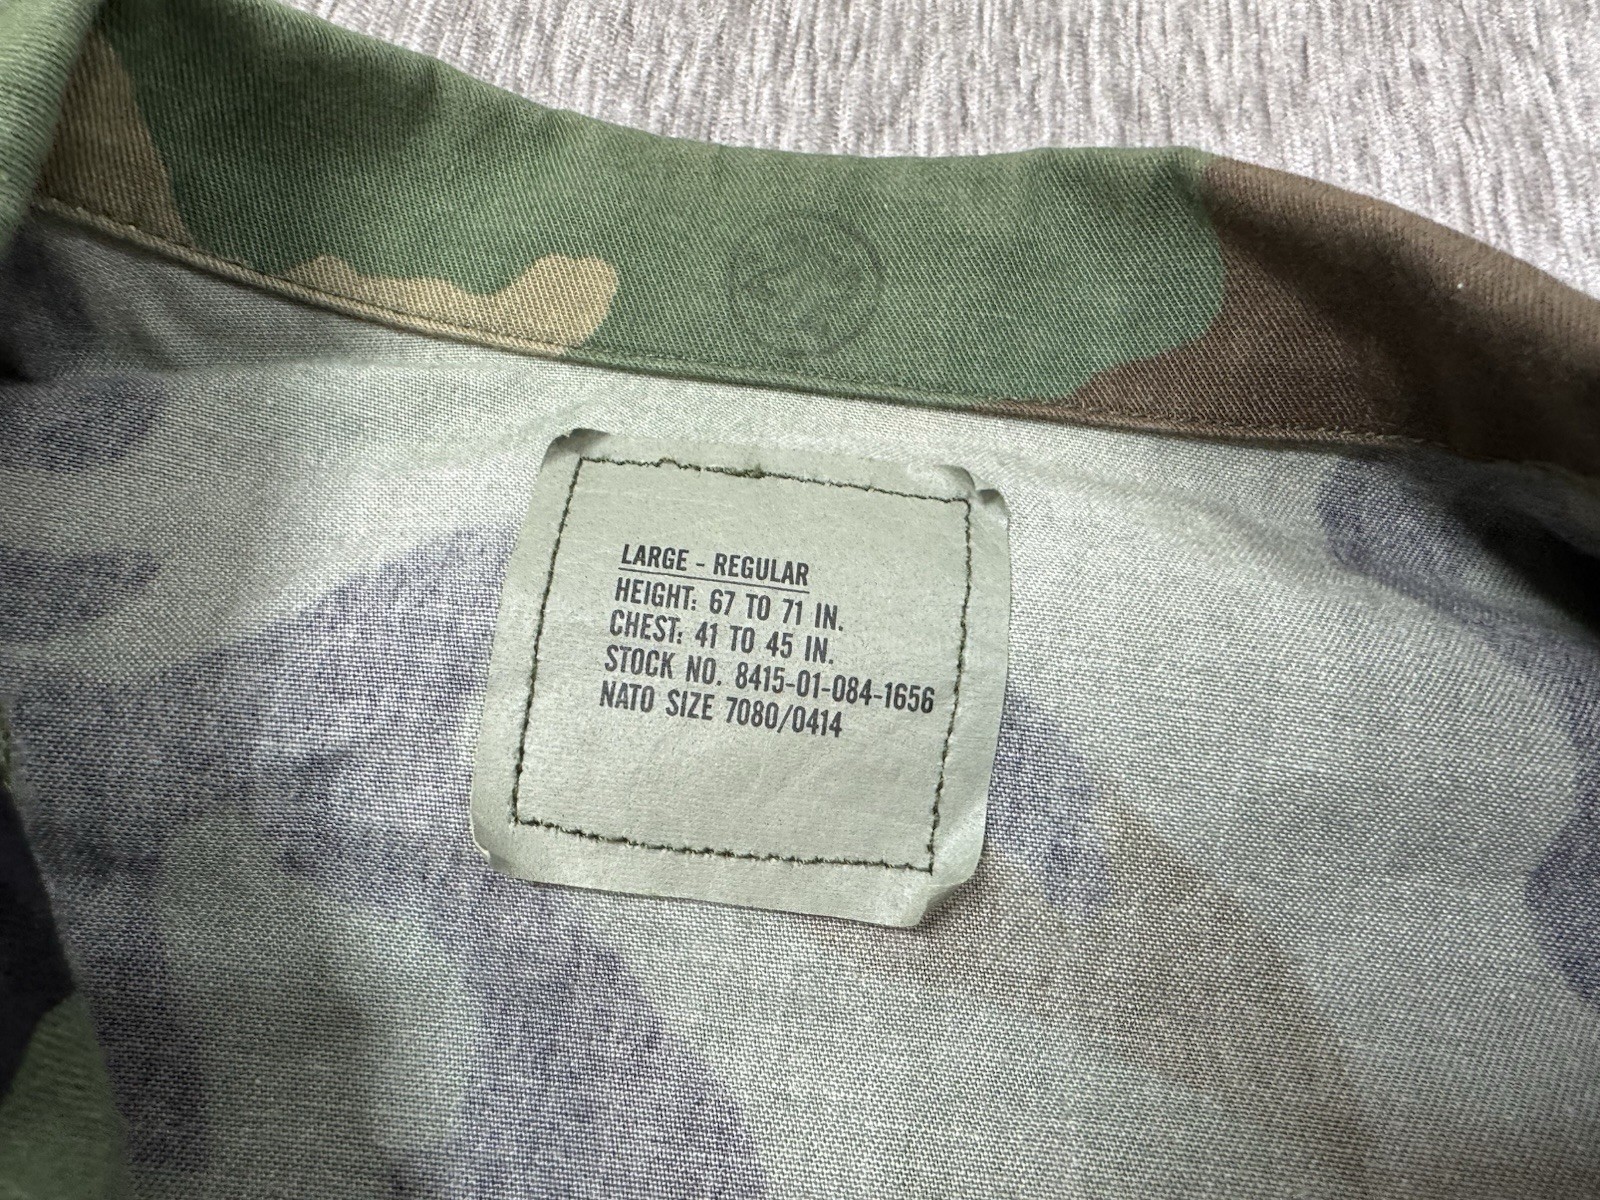 LARGE - REGULAR
HEIGHT: 67 TO 71 IN.
CHEST: 41 TO 45 IN.
STOCK NO. 8415-01-084-1656
NATO SIZE 7080/0414